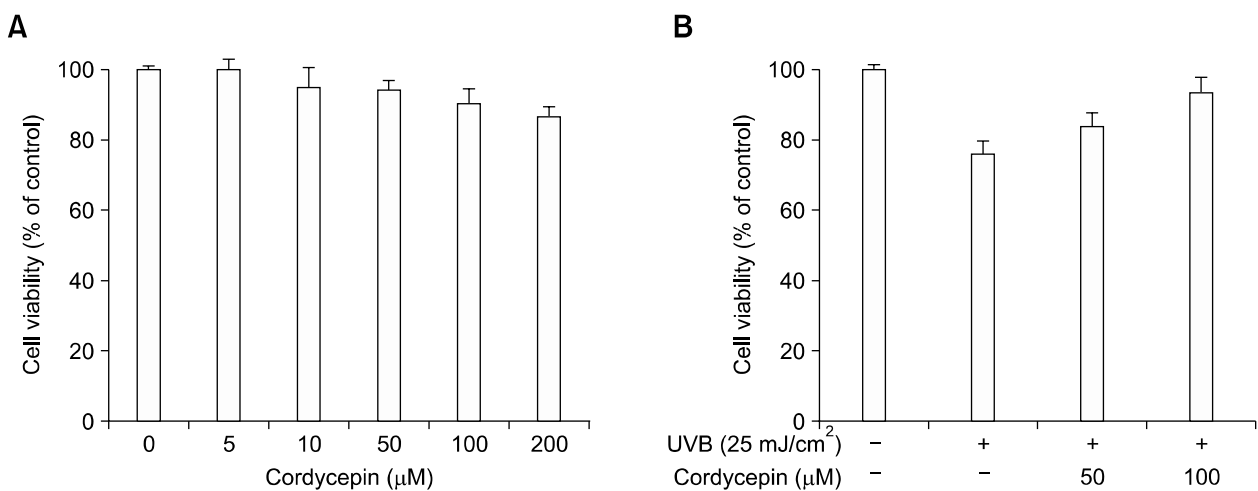 A
Cell viability (% of control)
100
80
60
40
20
0
0 5 10 50 100 200
Cordycepin (μM)
B
Cell viability (% of control)
100
80
60
40
20
0
UVB (25 mJ/cm²) − + + +
Cordycepin (μM) − − 50 100